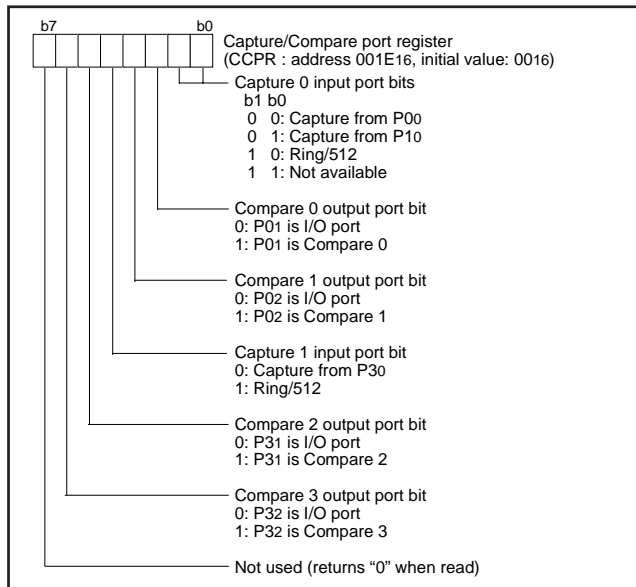 b7 b0
Capture/Compare port register
(CCPR : address 001E16, initial value: 0016)
Capture 0 input port bits
b1 b0
0 0: Capture from P00
0 1: Capture from P10
1 0: Ring/512
1 1: Not available
Compare 0 output port bit
0: P01 is I/O port
1: P01 is Compare 0
Compare 1 output port bit
0: P02 is I/O port
1: P02 is Compare 1
Capture 1 input port bit
0: Capture from P30
1: Ring/512
Compare 2 output port bit
0: P31 is I/O port
1: P31 is Compare 2
Compare 3 output port bit
0: P32 is I/O port
1: P32 is Compare 3
Not used (returns “0” when read)